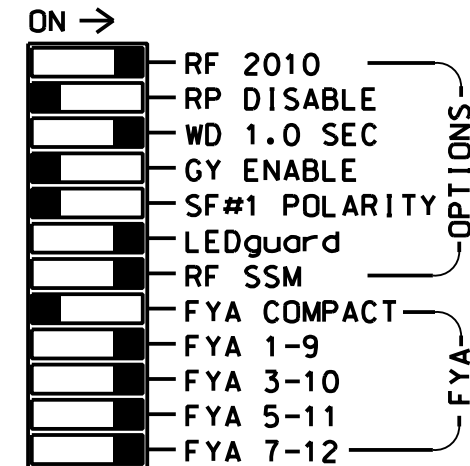 ON →
RF 2010
RP DISABLE
WD 1.0 SEC
GY ENABLE
SF#1 POLARITY
LEDguard
RF SSM
OPTIONS
FYA COMPACT
FYA 1-9
FYA 3-10
FYA 5-11
FYA 7-12
FYA